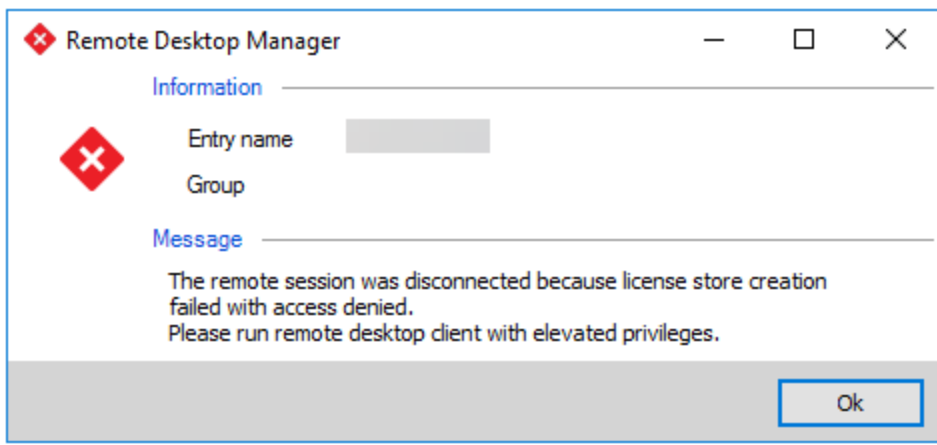 Remote Desktop Manager
Information
Entry name
Group
Message
The remote session was disconnected because license store creation
failed with access denied.
Please run remote desktop client with elevated privileges.
Ok